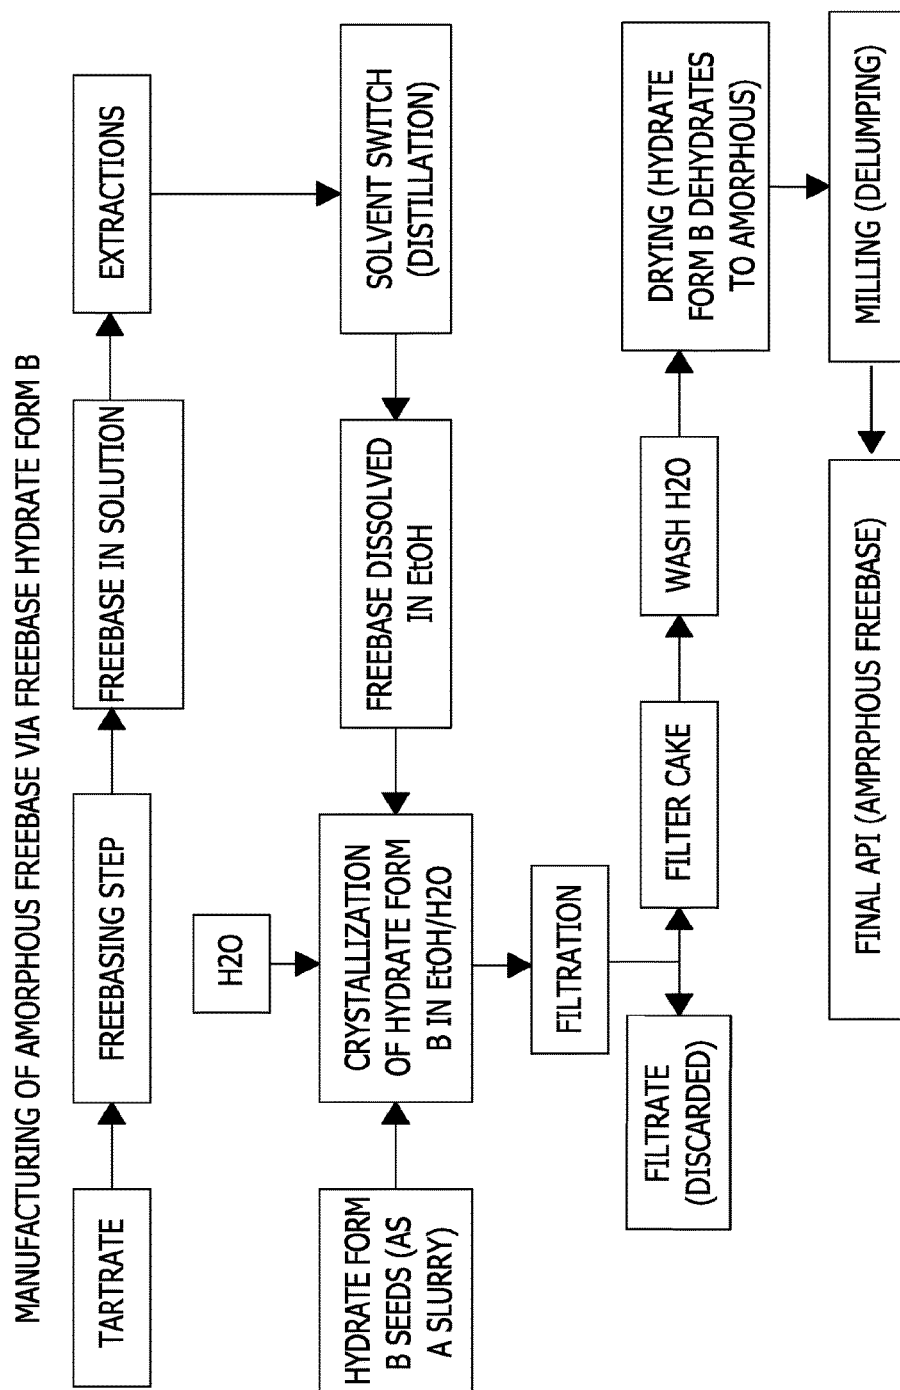 MANUFACTURING OF AMORPHOUS FREEBASE VIA FREEBASE HYDRATE FORM B
TARTRATE
FREEBASING STEP
FREEBASE IN SOLUTION
EXTRACTIONS
H2O
HYDRATE FORM
B SEEDS (AS
A SLURRY)
CRYSTALLIZATION
OF HYDRATE FORM
B IN EtOH/H2O
FREEBASE DISSOLVED
IN EtOH
SOLVENT SWITCH
(DISTILLATION)
FILTRATION
FILTRATE
(DISCARDED)
FILTER CAKE
WASH H2O
DRYING (HYDRATE
FORM B DEHYDRATES
TO AMORPHOUS)
FINAL API (AMPRPHOUS FREEBASE)
MILLING (DELUMPING)